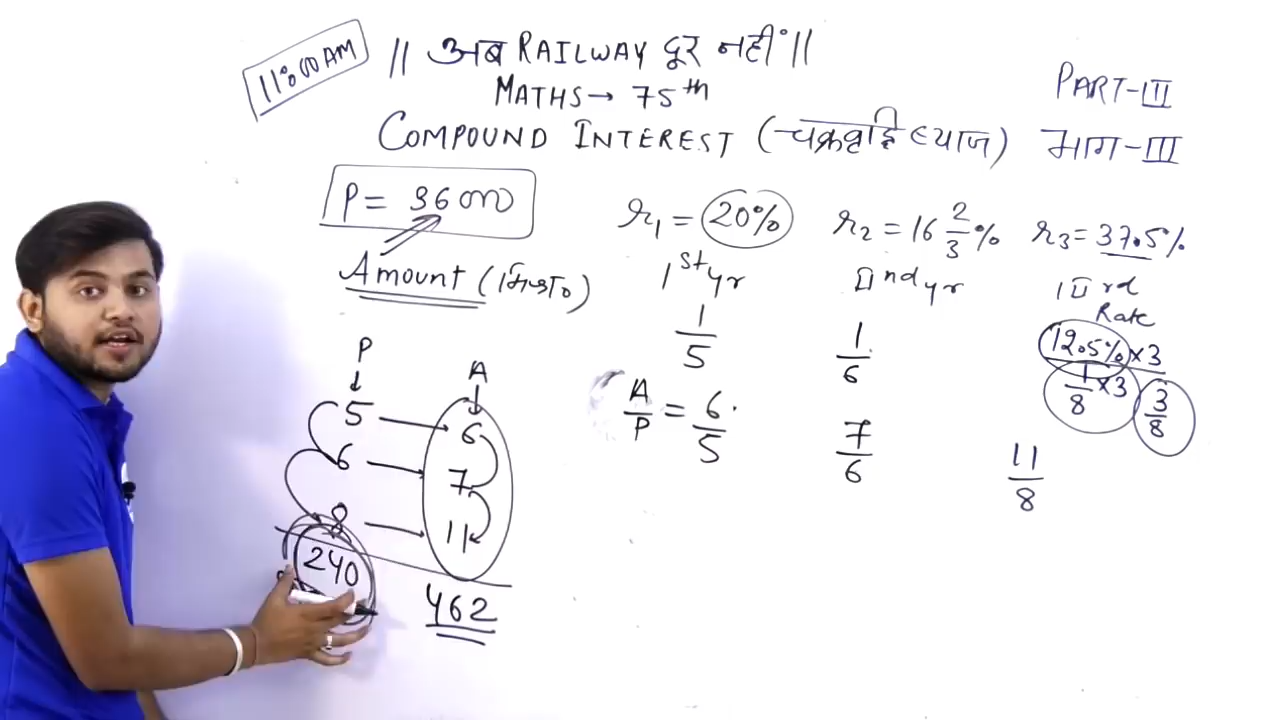 11:00AM
|| अब RAILWAY दूर नहीं ||
MATHS → 75th
COMPOUND INTEREST (चक्रवृद्धि ब्याज)
PART-III
भाग-III
P = 36000
Amount (मिश्र०)
r1 = 20%
1st yr
1/5
A/P = 6/5
r2 = 16 2/3 %
IInd yr
1/6
7/6
r3 = 37.5%
IIIrd
Rate
12.5% × 3
1/8 × 3
3/8
11/8
P A
5 → 6
6 → 7
8 → 11
240 462